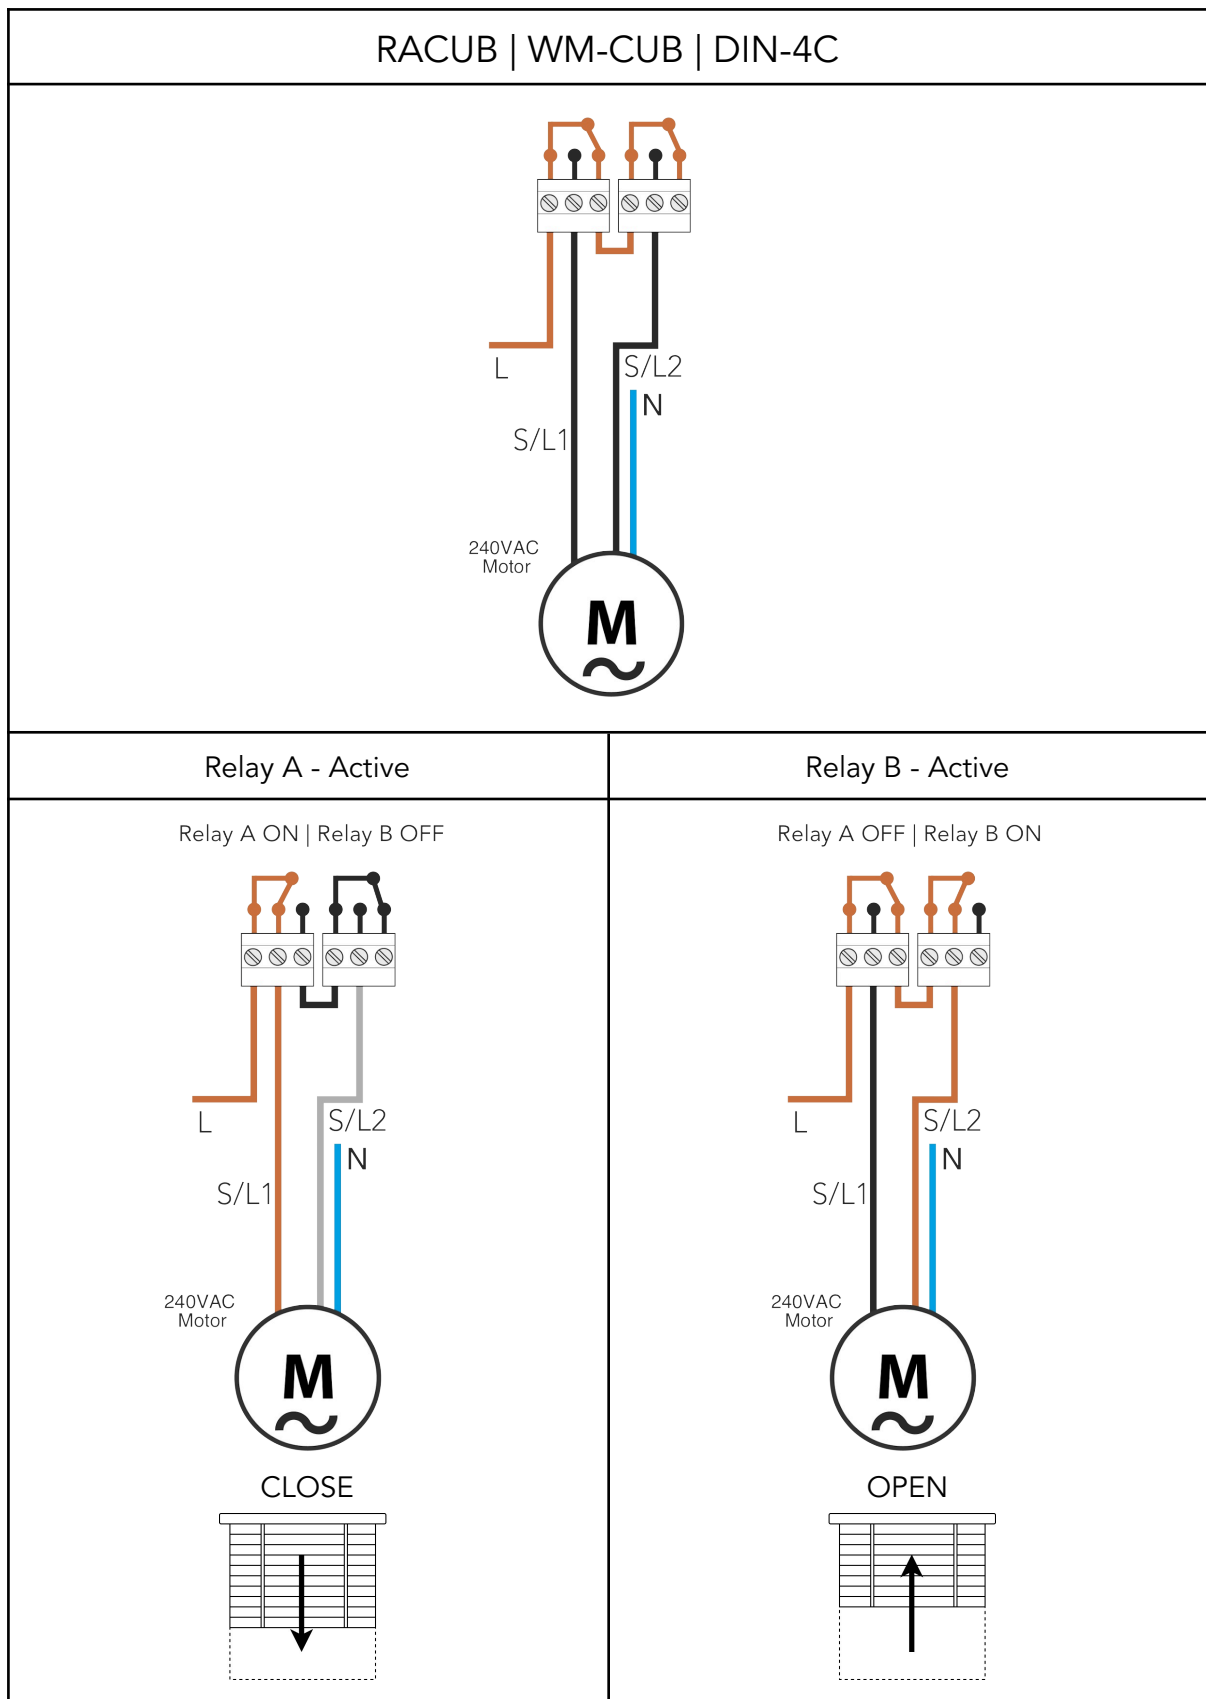 RACUB | WM-CUB | DIN-4C
L
S/L2
N
S/L1
240VAC
Motor
M
Relay A - Active
Relay A ON | Relay B OFF
L
S/L2
N
S/L1
240VAC
Motor
M
CLOSE
Relay B - Active
Relay A OFF | Relay B ON
L
S/L2
N
S/L1
240VAC
Motor
M
OPEN